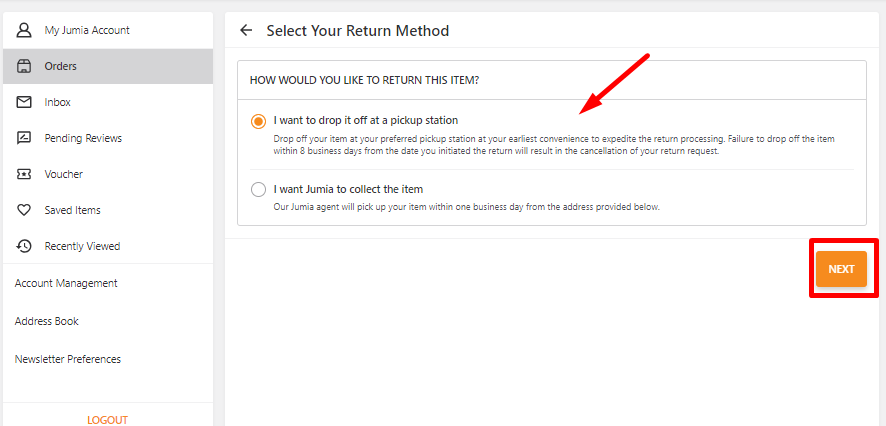 My Jumia Account
Orders
Inbox
Pending Reviews
Voucher
Saved Items
Recently Viewed
Account Management
Address Book
Newsletter Preferences
LOGOUT
Select Your Return Method
HOW WOULD YOU LIKE TO RETURN THIS ITEM?
I want to drop it off at a pickup station
Drop off your item at your preferred pickup station at your earliest convenience to expedite the return processing. Failure to drop off the item
within 8 business days from the date you initiated the return will result in the cancellation of your return request.
I want Jumia to collect the item
Our Jumia agent will pick up your item within one business day from the address provided below.
NEXT